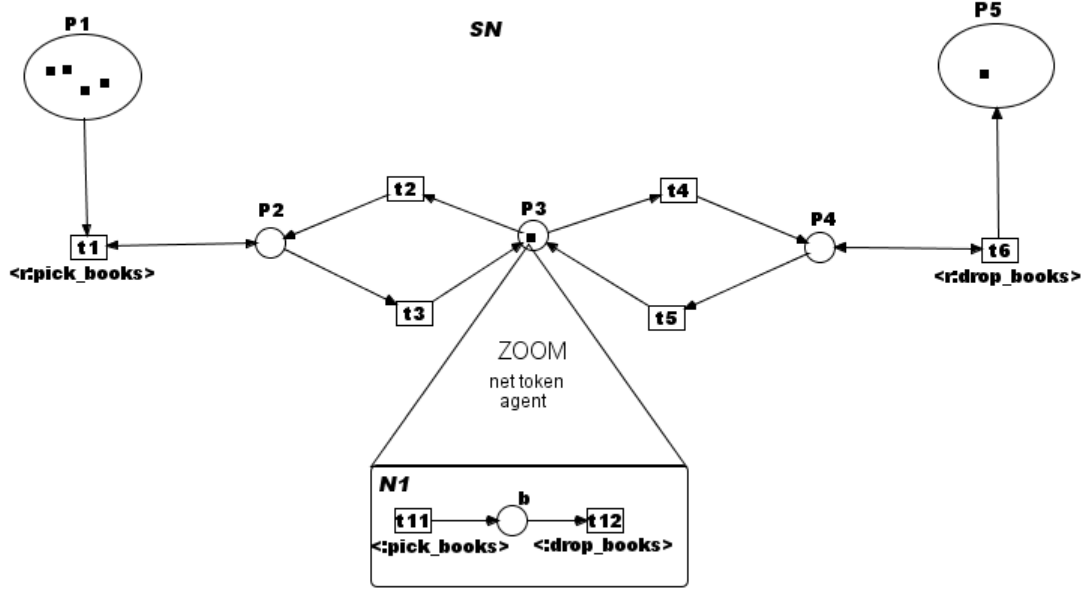 P1
SN
P5
t2
t4
P2
P3
P4
t1
t6
<r:pick_books>
<r:drop_books>
t3
t5
ZOOM
net token
agent
N1
b
t11
t12
<:pick_books>
<:drop_books>